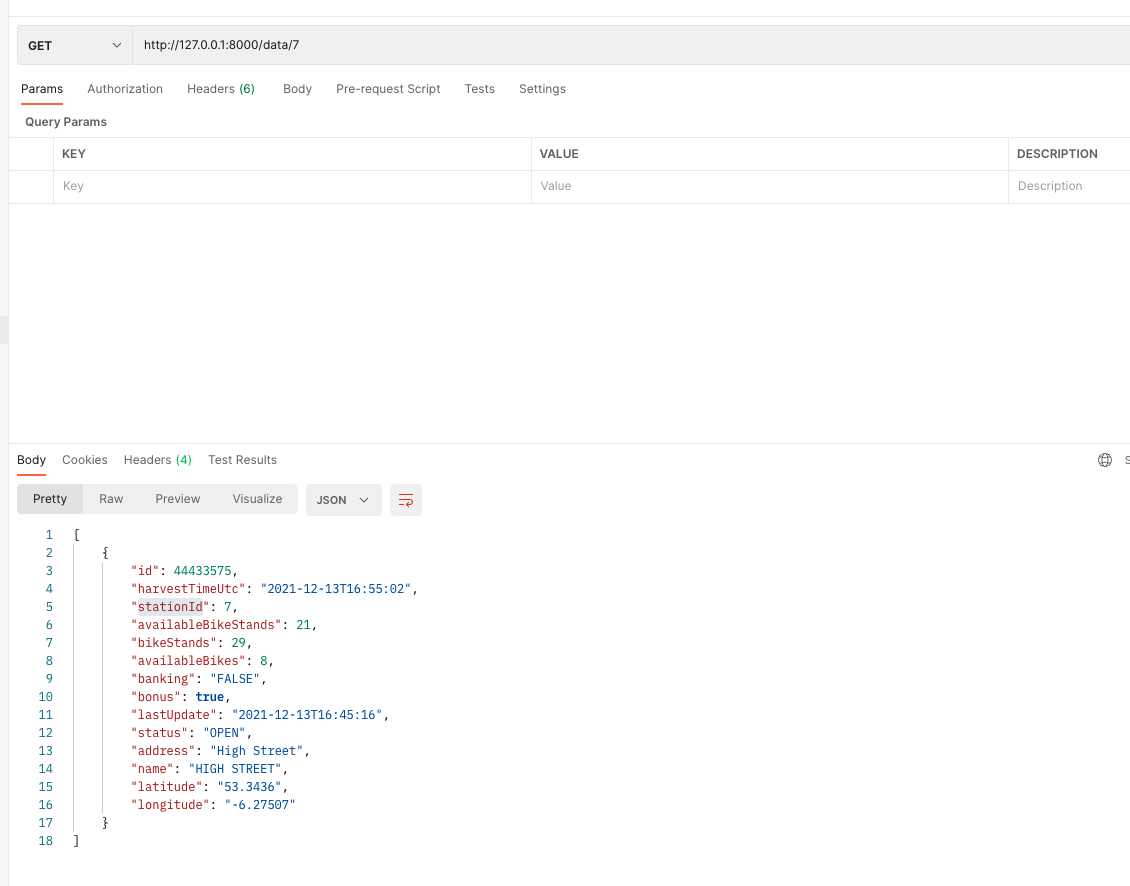 GET http://127.0.0.1:8000/data/7
Params Authorization Headers (6) Body Pre-request Script Tests Settings
Query Params
KEY VALUE DESCRIPTION
Key Value Description
Body Cookies Headers (4) Test Results S
Pretty Raw Preview Visualize JSON
1 [
2 {
3 "id": 44433575,
4 "harvestTimeUtc": "2021-12-13T16:55:02",
5 "stationId": 7,
6 "availableBikeStands": 21,
7 "bikeStands": 29,
8 "availableBikes": 8,
9 "banking": "FALSE",
10 "bonus": true,
11 "lastUpdate": "2021-12-13T16:45:16",
12 "status": "OPEN",
13 "address": "High Street",
14 "name": "HIGH STREET",
15 "latitude": "53.3436",
16 "longitude": "-6.27507"
17 }
18 ]